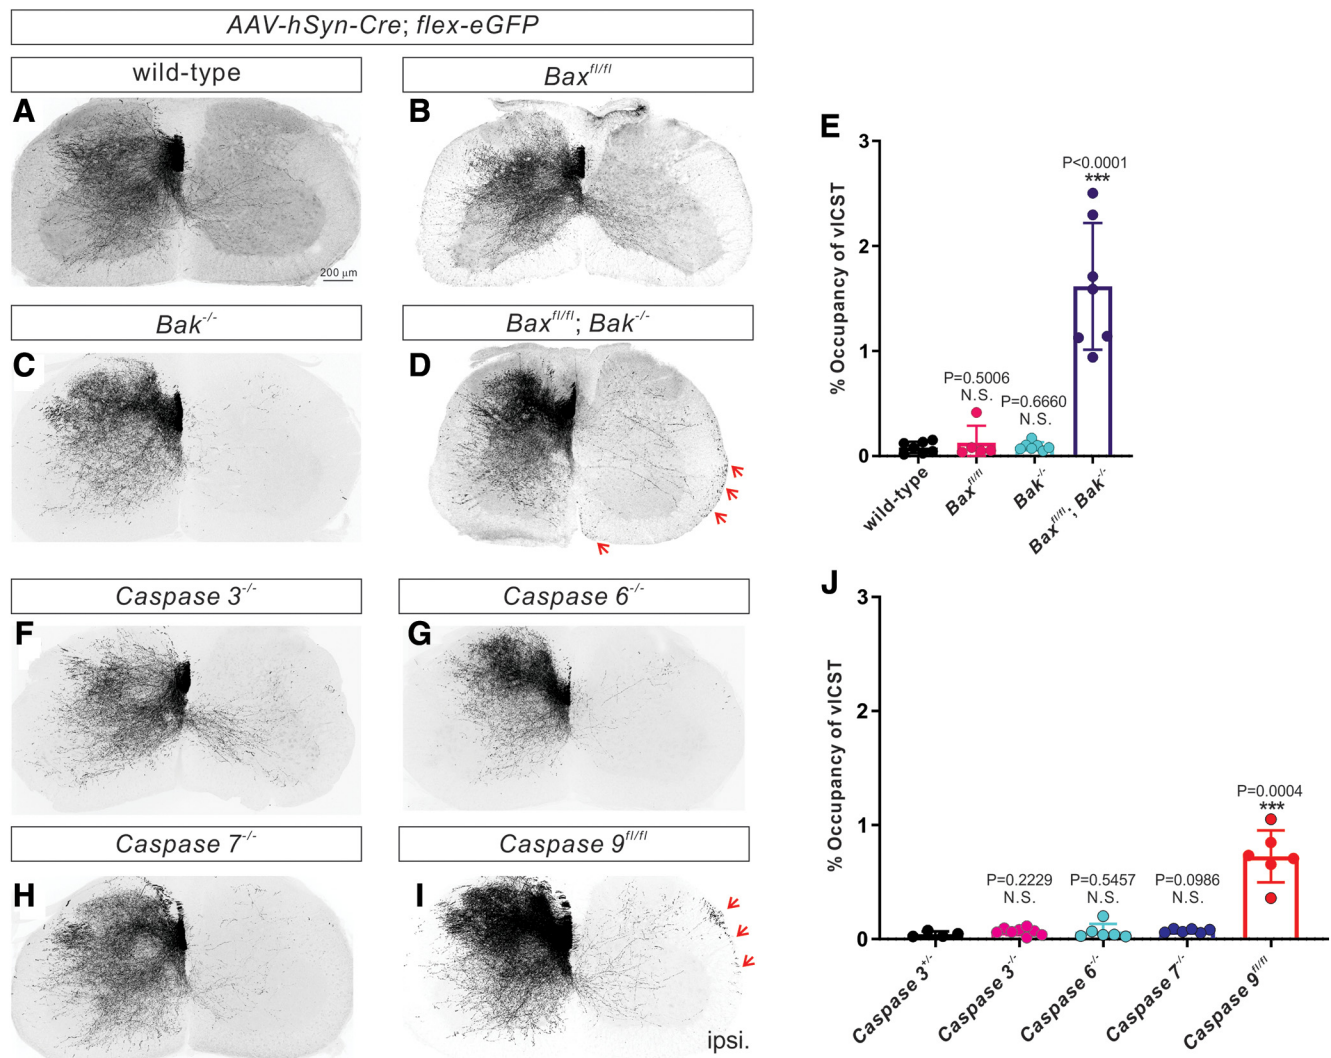 AAV-hSyn-Cre; flex-eGFP
wild-type
Bax^fl/fl
A
B
200 μm
Bak^-/-
Bax^fl/fl; Bak^-/-
C
D
E
3
2
1
0
% Occupancy of vlCST
P=0.5006
N.S.
P=0.6660
N.S.
P<0.0001
***
wild-type
Bax^fl/fl
Bak^-/-
Bax^fl/fl; Bak^-/-
Caspase 3^-/-
Caspase 6^-/-
F
G
Caspase 7^-/-
Caspase 9^fl/fl
H
I
ipsi.
J
3
2
1
0
% Occupancy of vlCST
P=0.2229
N.S.
P=0.5457
N.S.
P=0.0986
N.S.
P=0.0004
***
Caspase 3^+/-
Caspase 3^-/-
Caspase 6^-/-
Caspase 7^-/-
Caspase 9^fl/fl